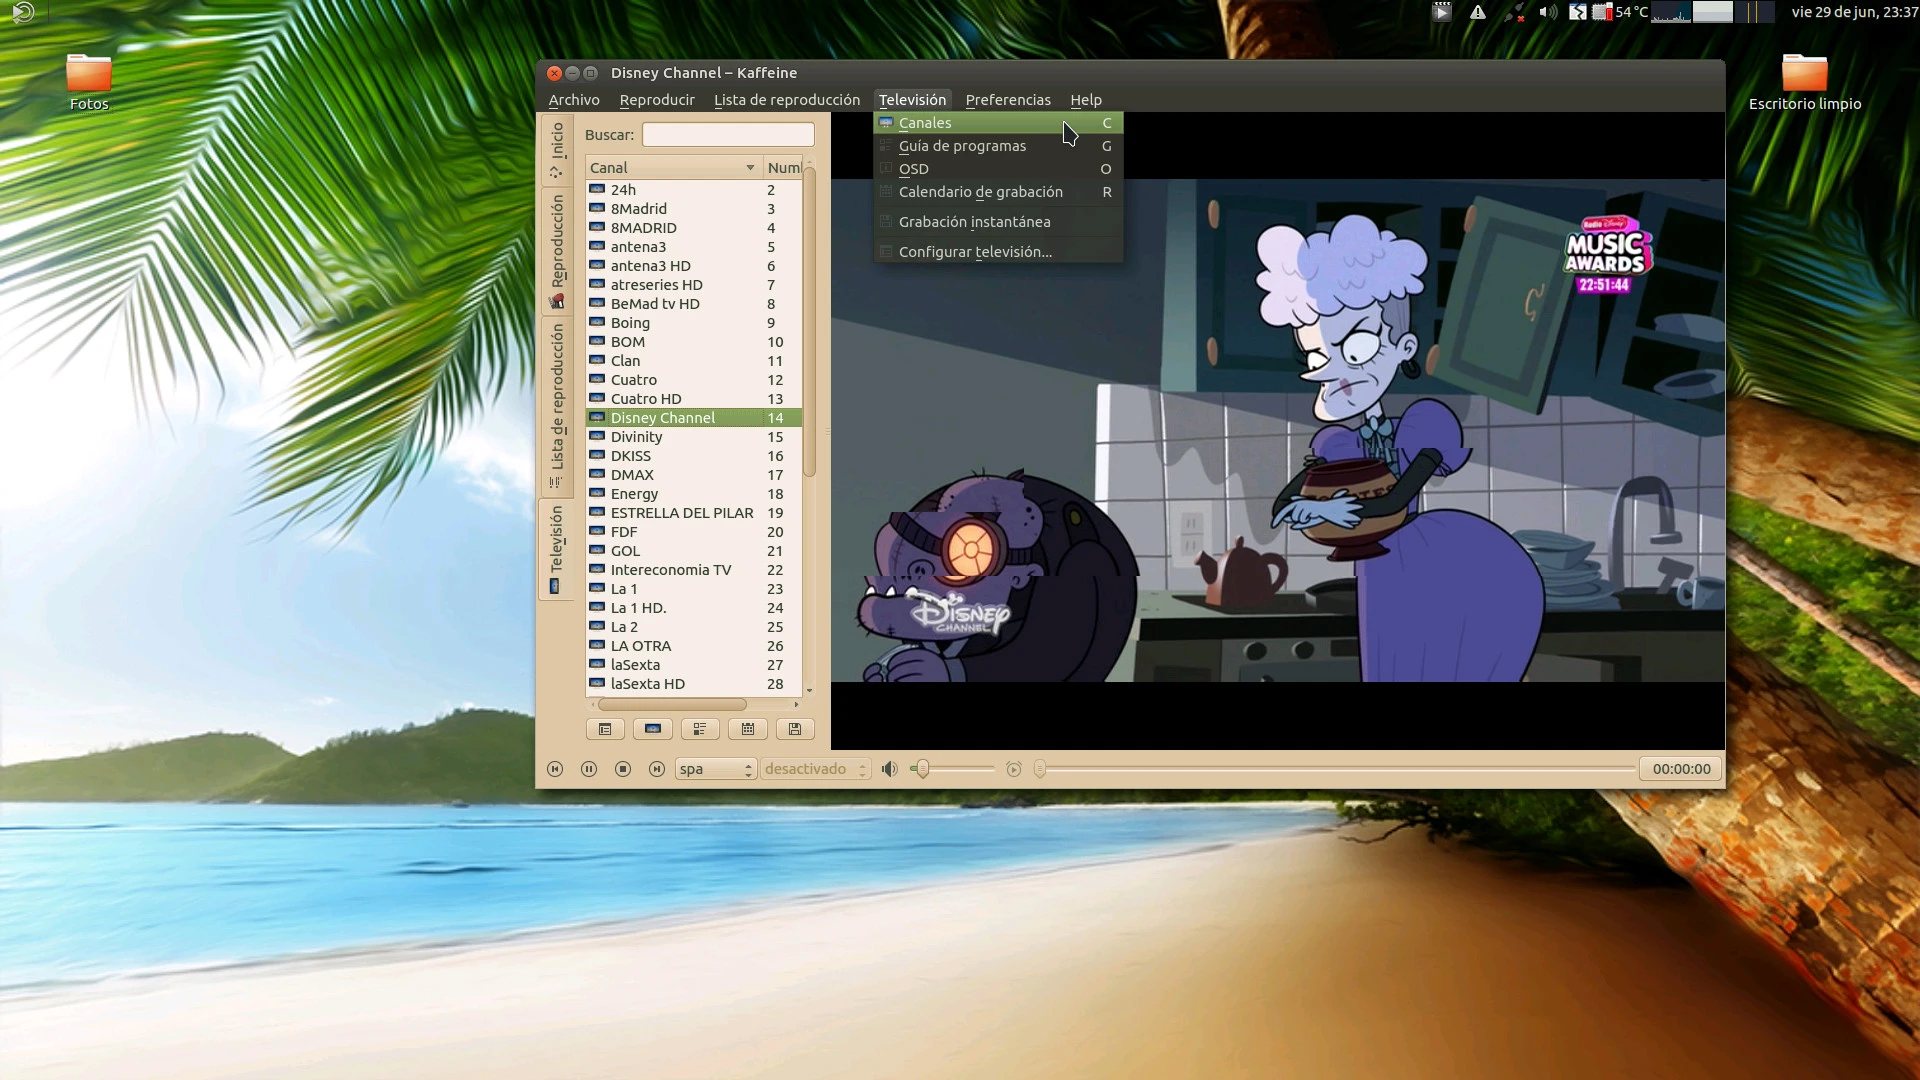 54 °C
vie 29 de jun, 23:37
Fotos
Escritorio limpio
Disney Channel – Kaffeine
Archivo Reproducir Lista de reproducción Televisión Preferencias Help
Canales C
Guía de programas G
OSD O
Calendario de grabación R
Grabación instantánea
Configurar televisión...
Inicio
Reproducción
Lista de reproducción
Televisión
Buscar:
Canal
24h 2
8Madrid 3
8MADRID 4
antena3 5
antena3 HD 6
atreseries HD 7
BeMad tv HD 8
Boing 9
BOM 10
Clan 11
Cuatro 12
Cuatro HD 13
Disney Channel 14
Divinity 15
DKISS 16
DMAX 17
Energy 18
ESTRELLA DEL PILAR 19
FDF 20
GOL 21
Intereconomia TV 22
La 1 23
La 1 HD. 24
La 2 25
LA OTRA 26
laSexta 27
laSexta HD 28
Radio Disney
MUSIC
AWARDS
22:51:44
DISNEY
CHANNEL
spa
desactivado
00:00:00